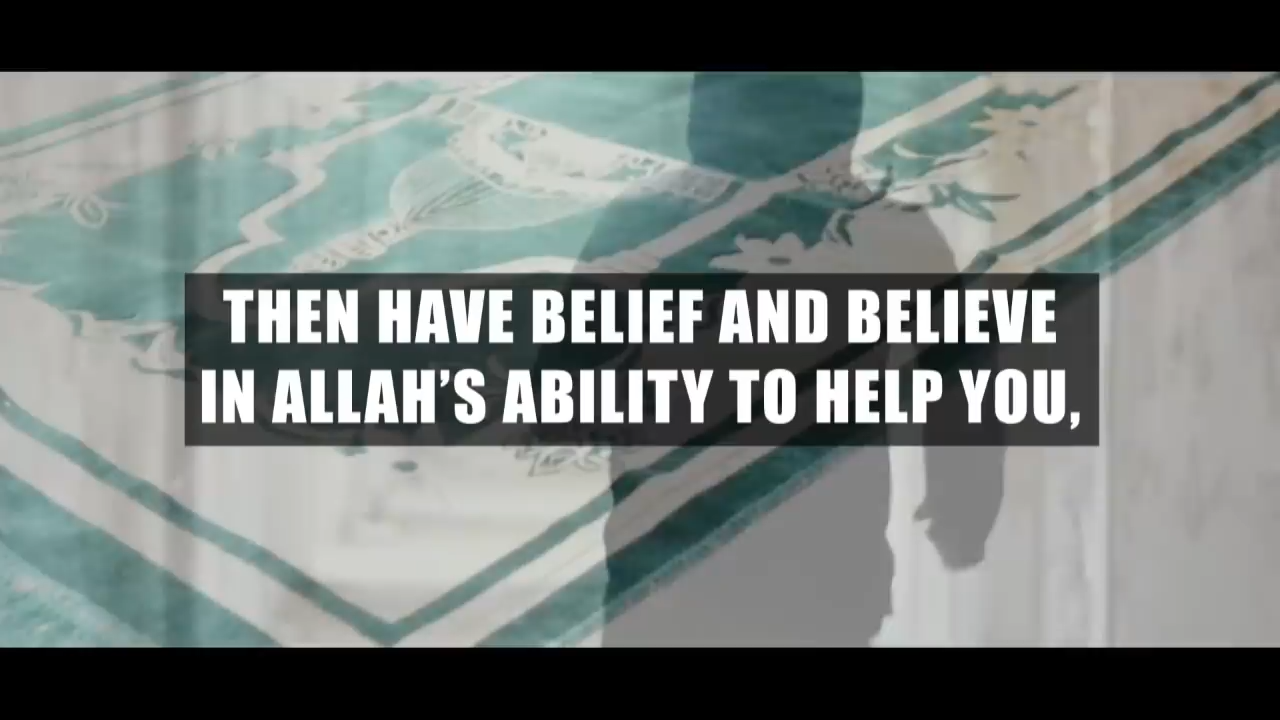 THEN HAVE BELIEF AND BELIEVE
IN ALLAH’S ABILITY TO HELP YOU,